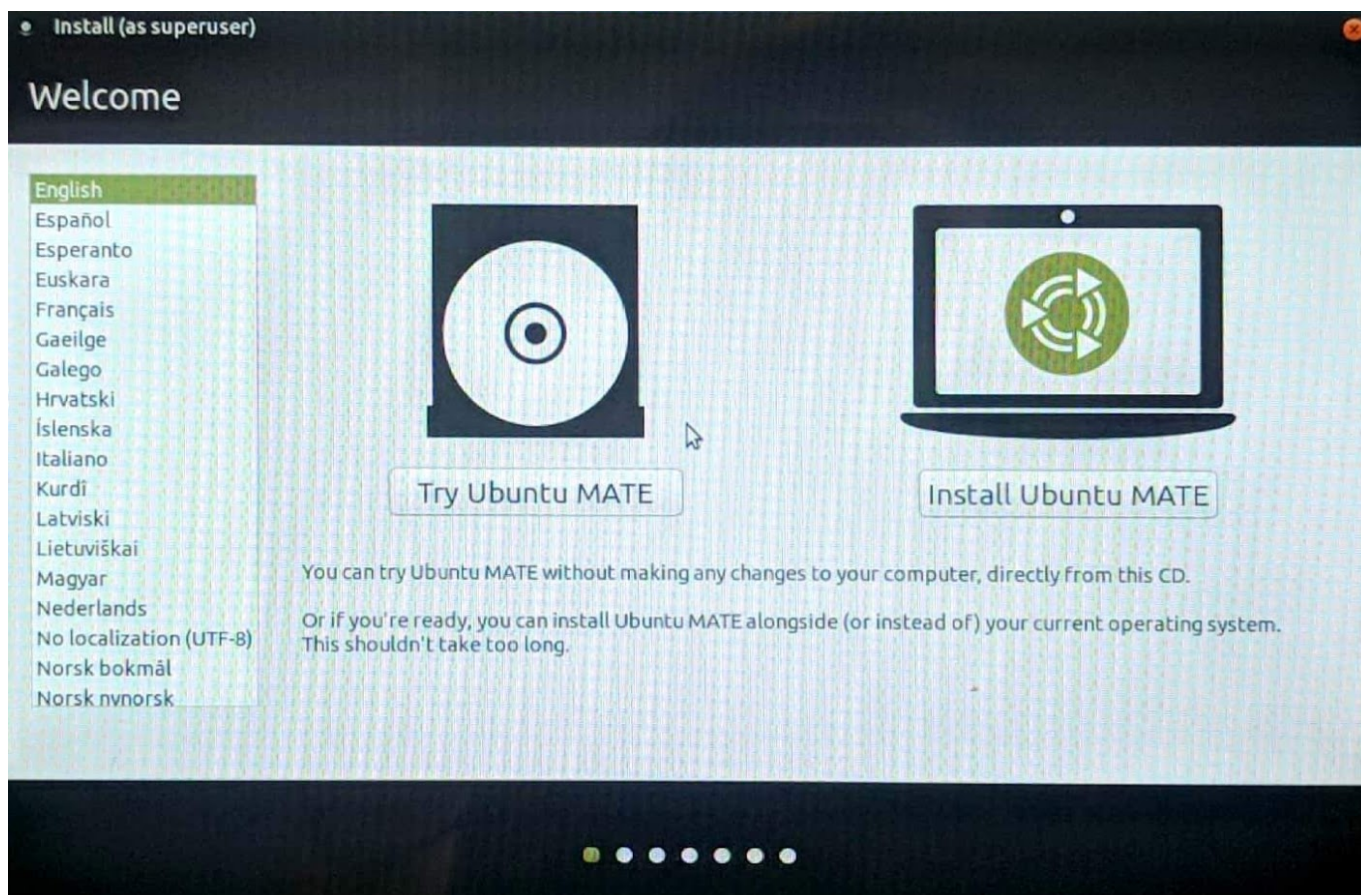 Install (as superuser)
Welcome
English
Español
Esperanto
Euskara
Français
Gaeilge
Galego
Hrvatski
Íslenska
Italiano
Kurdî
Latviski
Lietuviškai
Magyar
Nederlands
No localization (UTF-8)
Norsk bokmål
Norsk nynorsk
Try Ubuntu MATE
Install Ubuntu MATE
You can try Ubuntu MATE without making any changes to your computer, directly from this CD.
Or if you're ready, you can install Ubuntu MATE alongside (or instead of) your current operating system.
This shouldn't take too long.